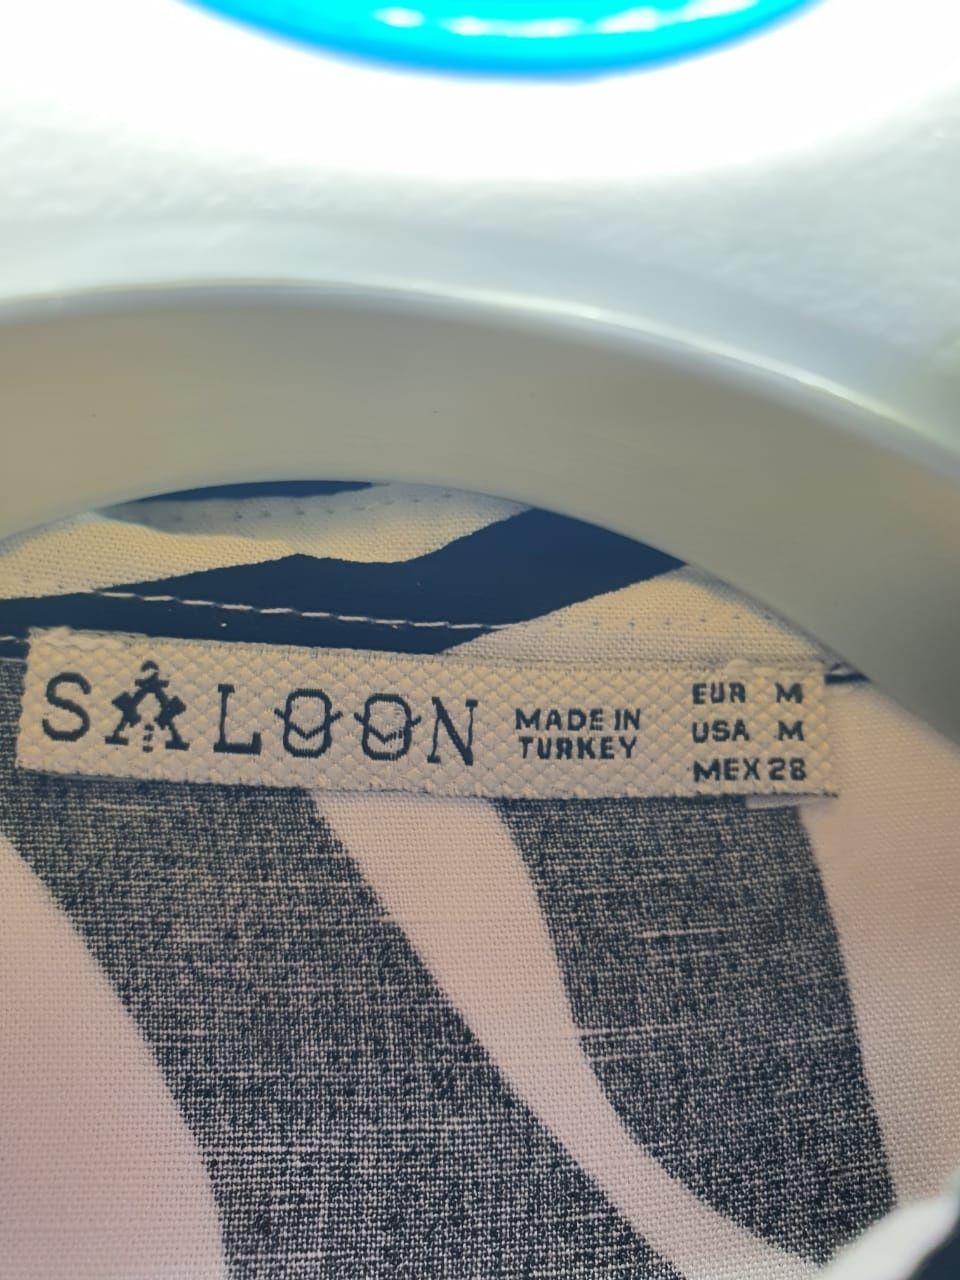 SALOON
MADE IN
TURKEY
EUR M
USA M
MEX 28